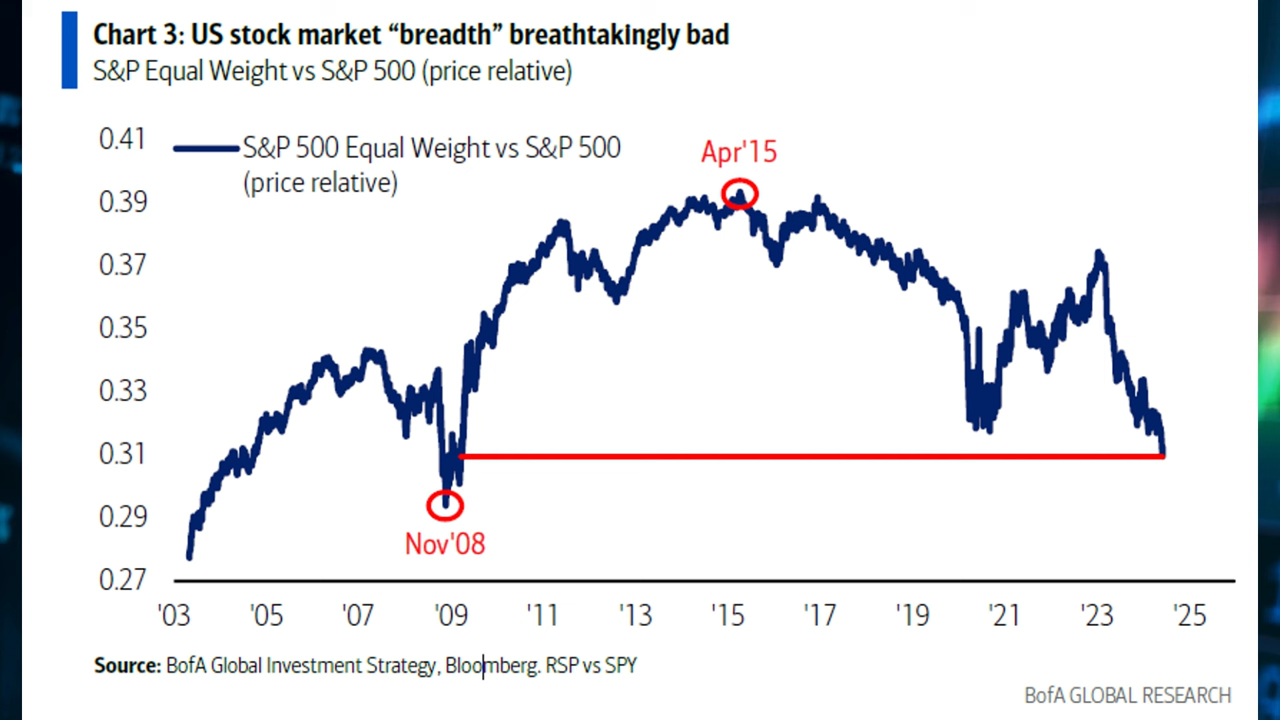 Chart 3: US stock market “breadth” breathtakingly bad
S&P Equal Weight vs S&P 500 (price relative)
0.41
S&P 500 Equal Weight vs S&P 500
(price relative)
Apr'15
0.39
0.37
0.35
0.33
0.31
0.29
Nov'08
0.27
'03 '05 '07 '09 '11 '13 '15 '17 '19 '21 '23 '25
Source: BofA Global Investment Strategy, Bloomberg. RSP vs SPY
BofA GLOBAL RESEARCH